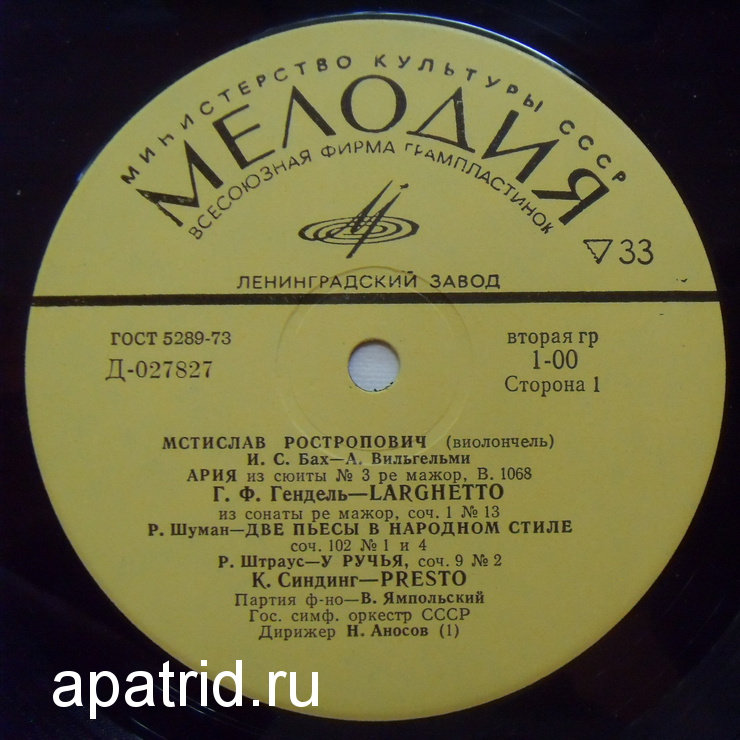 МИНИСТЕРСТВО КУЛЬТУРЫ СССР
МЕЛОДИЯ
ВСЕСОЮЗНАЯ ФИРМА ГРАМПЛАСТИНОК
33
ЛЕНИНГРАДСКИЙ ЗАВОД
ГОСТ 5289-73
Д-027827
вторая гр
1-00
Сторона 1
МСТИСЛАВ РОСТРОПОВИЧ (виолончель)
И. С. Бах—А. Вильгельми
АРИЯ из сюиты № 3 ре мажор, В. 1068
Г. Ф. Гендель—LARGHETTO
из сонаты ре мажор, соч. 1 № 13
Р. Шуман—ДВЕ ПЬЕСЫ В НАРОДНОМ СТИЛЕ
соч. 102 № 1 и 4
Р. Штраус—У РУЧЬЯ, соч. 9 № 2
К. Синдинг—PRESTO
Партия ф-но—В. Ямпольский
Гос. симф. оркестр СССР
Дирижер Н. Аносов (1)
apatrid.ru